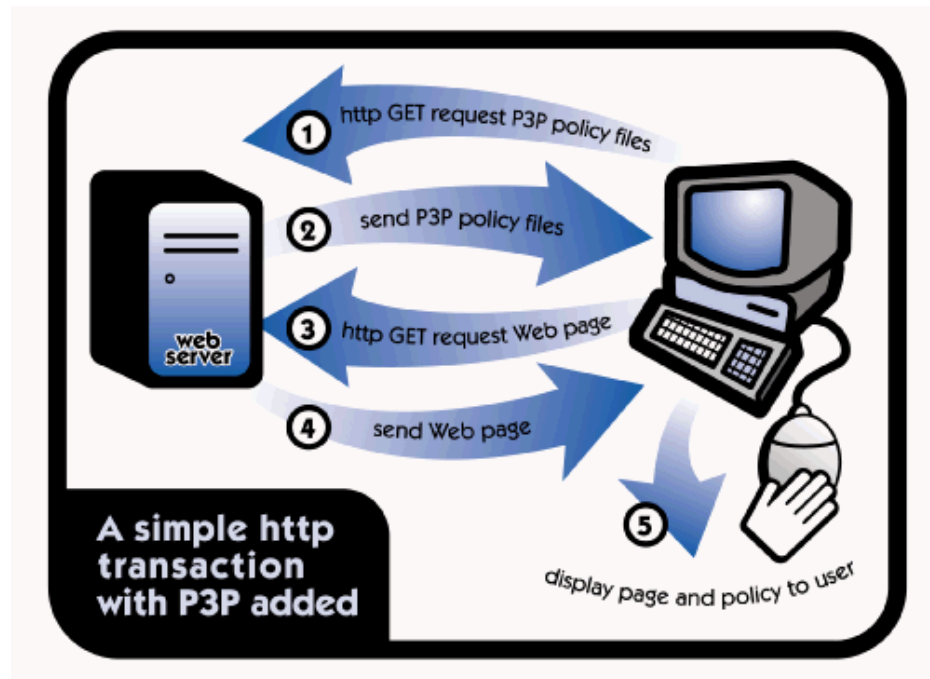 1 http GET request P3P policy files
2 send P3P policy files
3 http GET request Web page
web
server
4 send Web page
5
display page and policy to user
A simple http
transaction
with P3P added